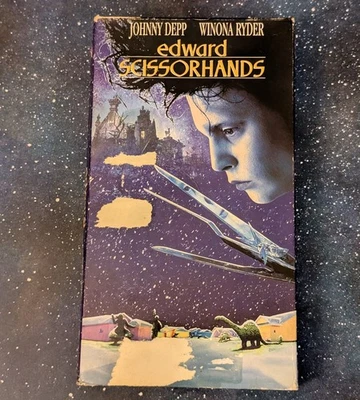 JOHNNY DEPP WINONA RYDER
edward
SCISSORHANDS